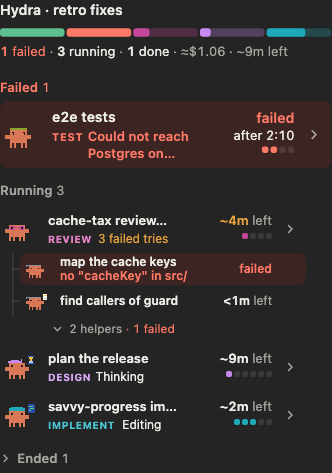 Hydra · retro fixes
1 failed · 3 running · 1 done · ≈$1.06 · ~9m left
Failed 1
e2e tests failed
TEST Could not reach after 2:10
Postgres on...
Running 3
cache-tax review... ~4m left
REVIEW 3 failed tries
map the cache keys failed
no "cacheKey" in src/
find callers of guard <1m left
2 helpers · 1 failed
plan the release ~9m left
DESIGN Thinking
savvy-progress im... ~2m left
IMPLEMENT Editing
Ended 1